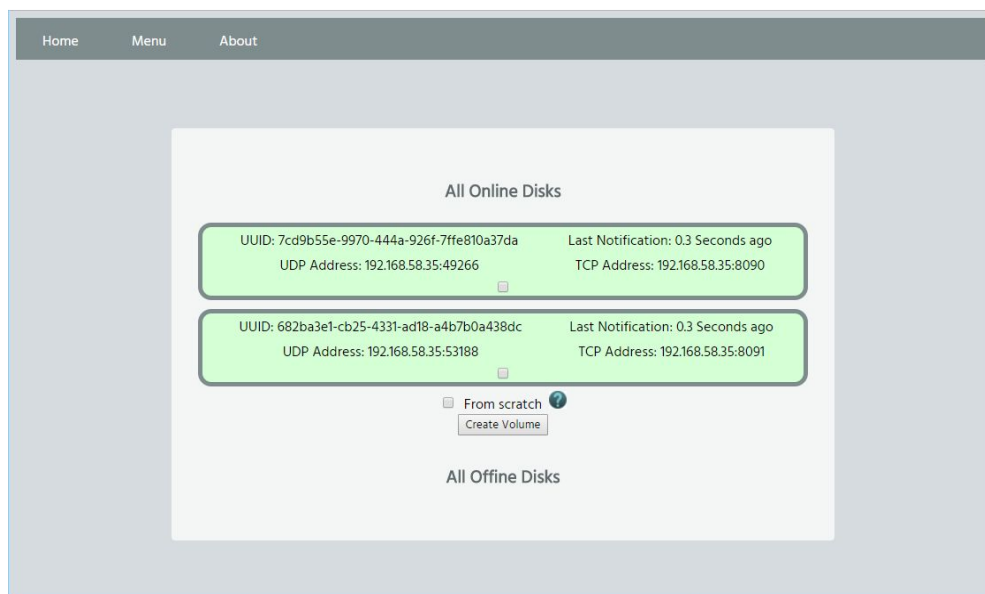 Home Menu About
All Online Disks
UUID: 7cd9b55e-9970-444a-926f-7ffe810a37da Last Notification: 0.3 Seconds ago
UDP Address: 192.168.58.35:49266 TCP Address: 192.168.58.35:8090
UUID: 682ba3e1-cb25-4331-ad18-a4b7b0a438dc Last Notification: 0.3 Seconds ago
UDP Address: 192.168.58.35:53188 TCP Address: 192.168.58.35:8091
From scratch ?
Create Volume
All Offine Disks